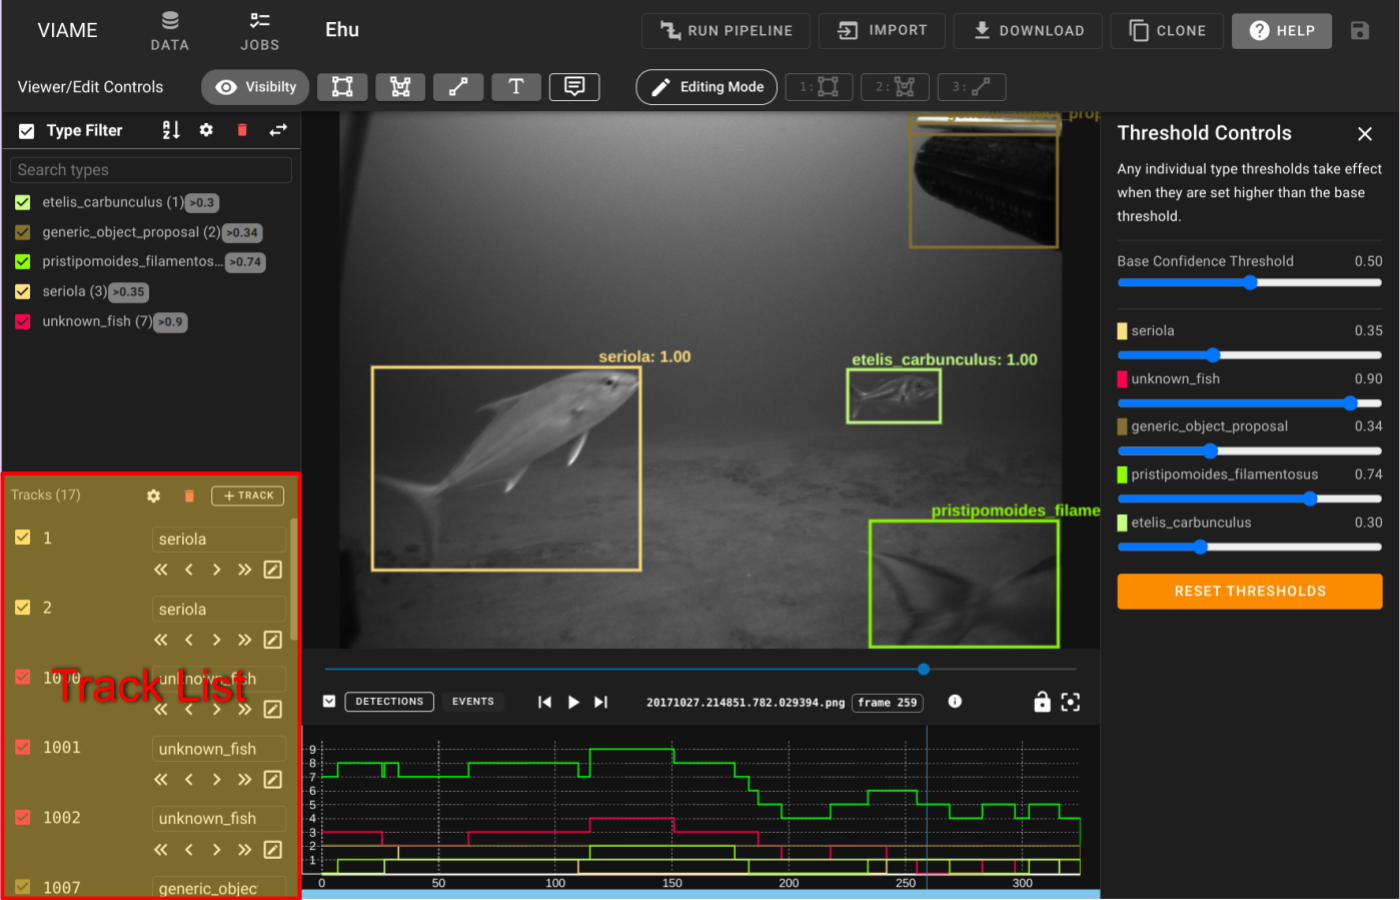 VIAME
DATA
JOBS
Ehu
RUN PIPELINE
IMPORT
DOWNLOAD
CLONE
HELP
Viewer/Edit Controls
Visibilty
T
Editing Mode
1:
2:
3:
Type Filter
Search types
etelis_carbunculus (1) >0.3
generic_object_proposal (2) >0.34
pristipomoides_filamentos... >0.74
seriola (3) >0.35
unknown_fish (7) >0.9
Tracks (17)
+ TRACK
1 seriola
2 seriola
1000 unknown_fish
Track List
1001 unknown_fish
1002 unknown_fish
1007 generic_objec
generic_object_prop
seriola: 1.00
etelis_carbunculus: 1.00
pristipomoides_filame
DETECTIONS
EVENTS
20171027.214851.782.029394.png
frame 259
9
8
7
6
5
4
3
2
1
0 50 100 150 200 250 300
Threshold Controls
Any individual type thresholds take effect
when they are set higher than the base
threshold.
Base Confidence Threshold 0.50
seriola 0.35
unknown_fish 0.90
generic_object_proposal 0.34
pristipomoides_filamentosus 0.74
etelis_carbunculus 0.30
RESET THRESHOLDS